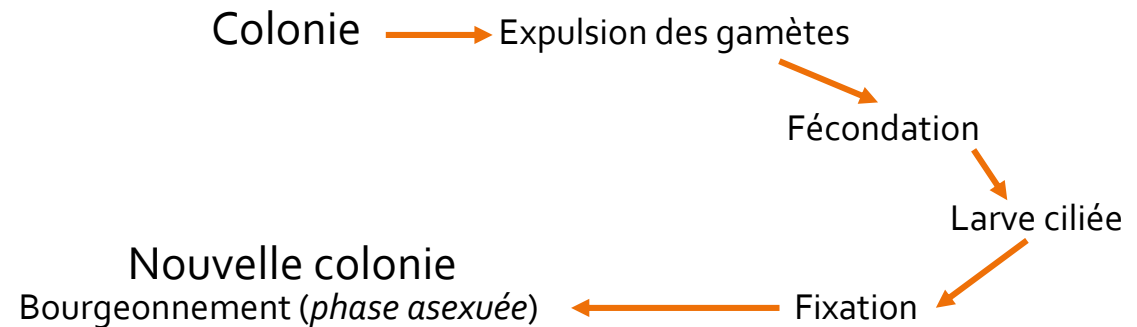 Colonie
Expulsion des gamètes
Fécondation
Larve ciliée
Fixation
Nouvelle colonie
Bourgeonnement (phase asexuée)